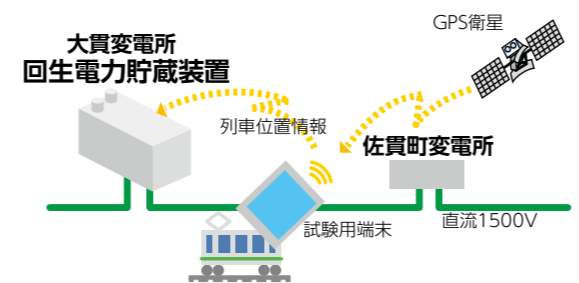 GPS衛星
大貫変電所
回生電力貯蔵装置
列車位置情報
佐貫町変電所
試験用端末
直流1500V